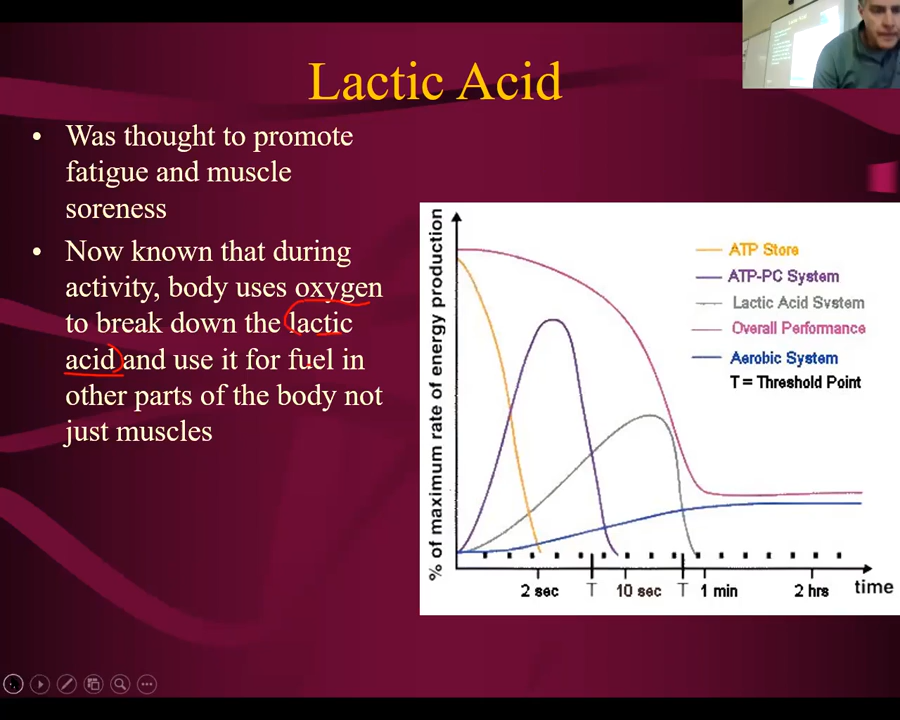 Lactic Acid
• Was thought to promote
fatigue and muscle
soreness
• Now known that during
activity, body uses oxygen
to break down the lactic
acid and use it for fuel in
other parts of the body not
just muscles
% of maximum rate of energy production
ATP Store
ATP-PC System
Lactic Acid System
Overall Performance
Aerobic System
T = Threshold Point
2 sec T 10 sec T 1 min 2 hrs time